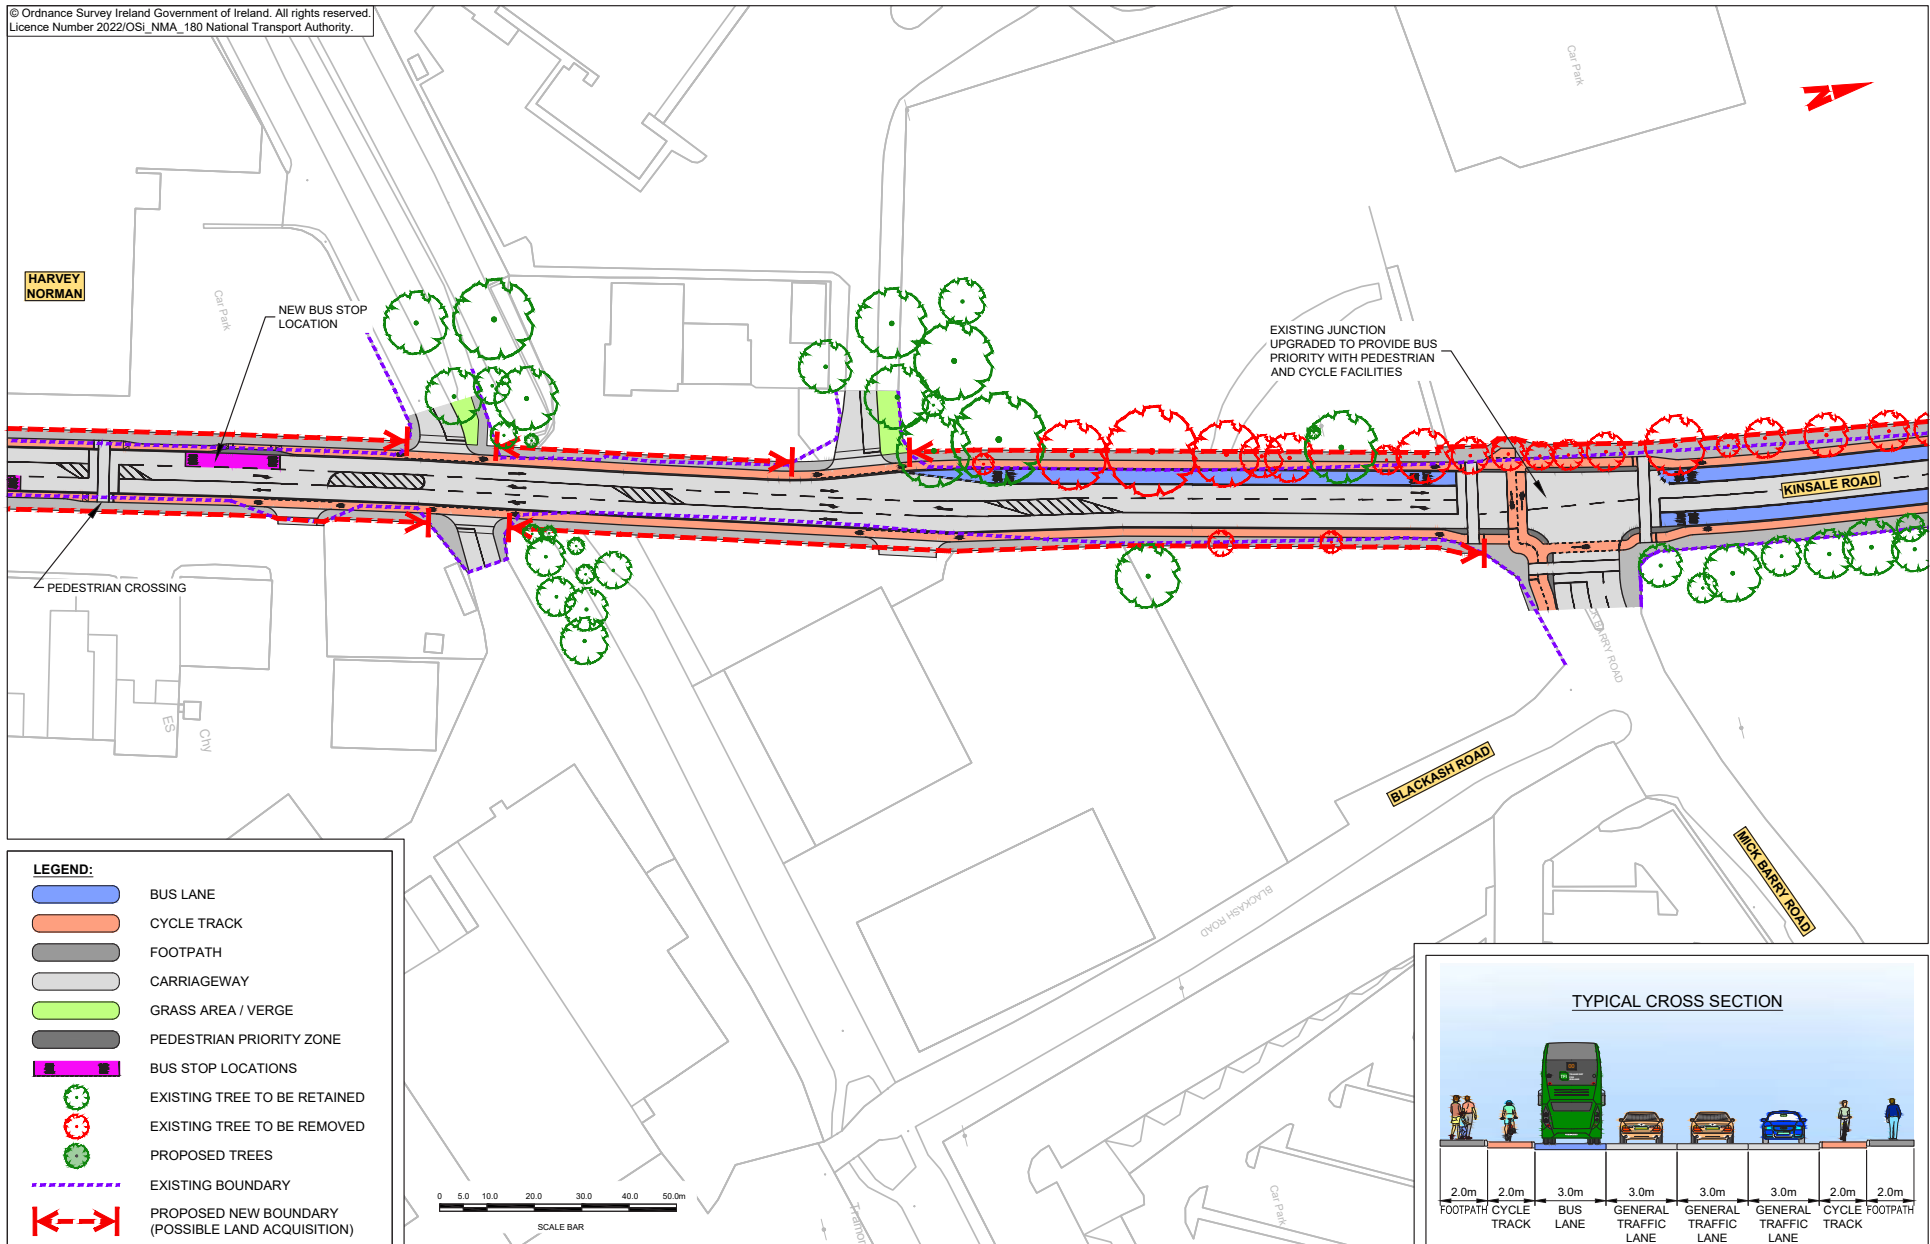 © Ordnance Survey Ireland Government of Ireland. All rights reserved.
Licence Number 2022/OSi_NMA_180 National Transport Authority.
Car Park
HARVEY
NORMAN
Car Park
NEW BUS STOP
LOCATION
EXISTING JUNCTION
UPGRADED TO PROVIDE BUS
PRIORITY WITH PEDESTRIAN
AND CYCLE FACILITIES
KINSALE ROAD
PEDESTRIAN CROSSING
BARRY ROAD
ES
Chy
BLACKASH ROAD
MICK BARRY ROAD
BLACKASH ROAD
LEGEND:
BUS LANE
CYCLE TRACK
FOOTPATH
CARRIAGEWAY
GRASS AREA / VERGE
PEDESTRIAN PRIORITY ZONE
BUS STOP LOCATIONS
EXISTING TREE TO BE RETAINED
EXISTING TREE TO BE REMOVED
PROPOSED TREES
EXISTING BOUNDARY
PROPOSED NEW BOUNDARY
(POSSIBLE LAND ACQUISITION)
0 5.0 10.0 20.0 30.0 40.0 50.0m
SCALE BAR
Car Park
TYPICAL CROSS SECTION
2.0m 2.0m 3.0m 3.0m 3.0m 3.0m 2.0m 2.0m
FOOTPATH CYCLE BUS GENERAL GENERAL GENERAL CYCLE FOOTPATH
TRACK LANE TRAFFIC TRAFFIC TRAFFIC TRACK
LANE LANE LANE